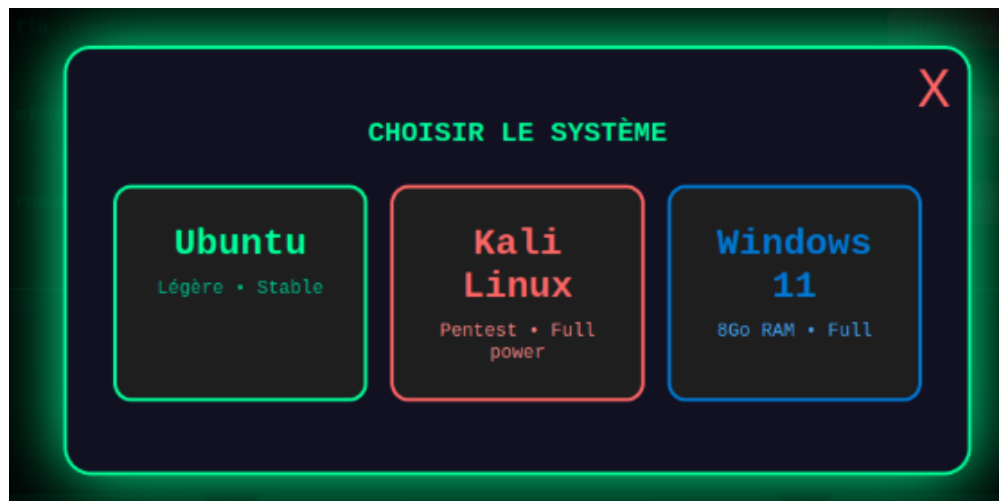 X
CHOISIR LE SYSTÈME
Ubuntu
Légère • Stable
Kali
Linux
Pentest • Full
power
Windows
11
8Go RAM • Full